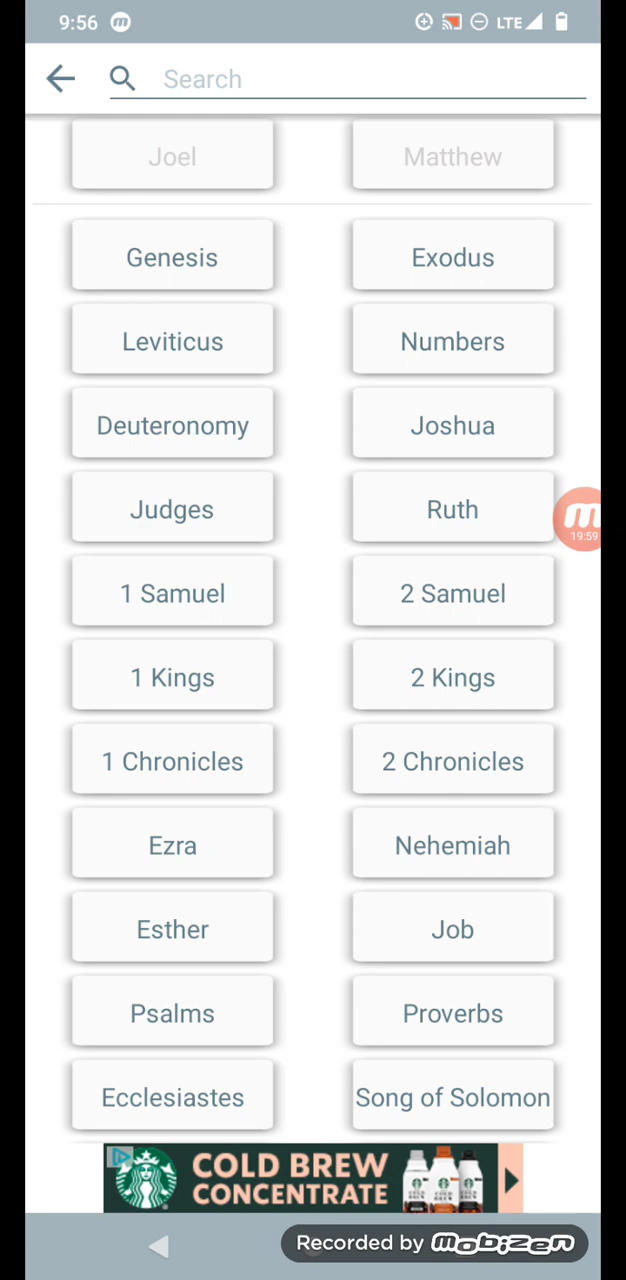 9:56 LTE
Search
Joel Matthew
Genesis Exodus
Leviticus Numbers
Deuteronomy Joshua
Judges Ruth
19:59
1 Samuel 2 Samuel
1 Kings 2 Kings
1 Chronicles 2 Chronicles
Ezra Nehemiah
Esther Job
Psalms Proverbs
Ecclesiastes Song of Solomon
COLD BREW
CONCENTRATE
Recorded by mobizen